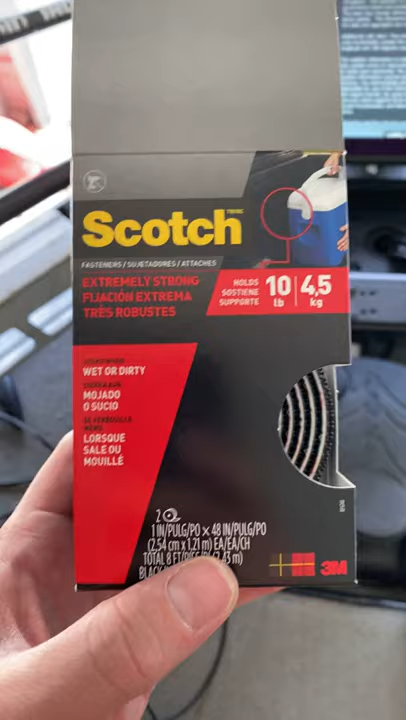 Scotch
FASTENERS / SUJETADORES / ATTACHES
EXTREMELY STRONG
FIJACIÓN EXTREMA
TRÈS ROBUSTES
HOLDS
SOSTIENE
SUPPORTE
10 lb
4,5 kg
WET OR DIRTY
MOJADO
O SUCIO
LORSQUE
SALE OU
MOUILLÉ
2
1 IN/PULG/PO × 48 IN/PULG/PO
(2,54 cm x 1,21 m) EA/EA/CH
TOTAL 8 FT/PIES/PI (2,43 m)
BLACK
3M